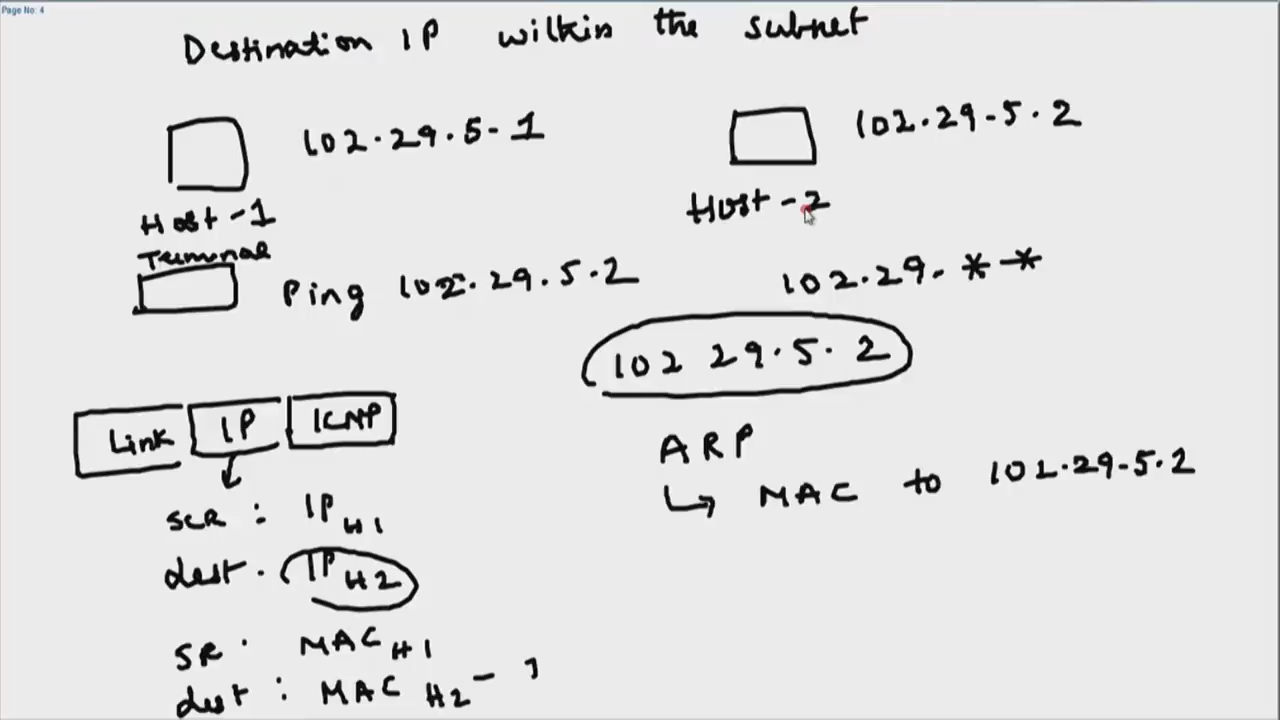 Page No: 4
Destination IP within the subnet
102.29.5-1
102.29-5.2
Host-1
Host-2
Terminal
Ping 102.29.5.2
102.29.**
102 29.5.2
Link IP ICMP
ARP
MAC to 102.29-5.2
SCR : IP H1
dest. IP H2
SR. MAC H1
dest : MAC H2 -